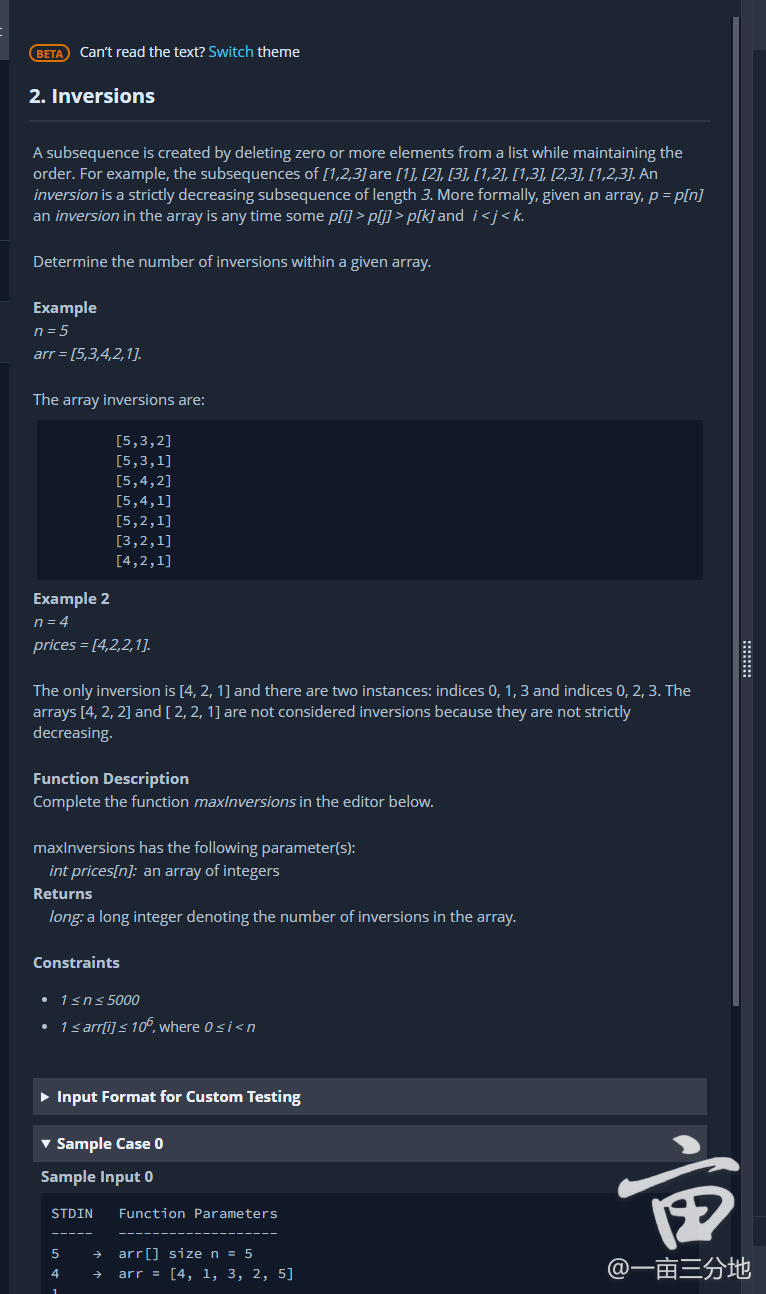 BETA Can't read the text? Switch theme
2. Inversions
A subsequence is created by deleting zero or more elements from a list while maintaining the
order. For example, the subsequences of [1,2,3] are [1], [2], [3], [1,2], [1,3], [2,3], [1,2,3]. An
inversion is a strictly decreasing subsequence of length 3. More formally, given an array, p = p[n]
an inversion in the array is any time some p[i] > p[j] > p[k] and i < j < k.
Determine the number of inversions within a given array.
Example
n = 5
arr = [5,3,4,2,1].
The array inversions are:
[5,3,2]
[5,3,1]
[5,4,2]
[5,4,1]
[5,2,1]
[3,2,1]
[4,2,1]
Example 2
n = 4
prices = [4,2,2,1].
The only inversion is [4, 2, 1] and there are two instances: indices 0, 1, 3 and indices 0, 2, 3. The
arrays [4, 2, 2] and [ 2, 2, 1] are not considered inversions because they are not strictly
decreasing.
Function Description
Complete the function maxInversions in the editor below.
maxInversions has the following parameter(s):
int prices[n]: an array of integers
Returns
long: a long integer denoting the number of inversions in the array.
Constraints
• 1 ≤ n ≤ 5000
• 1 ≤ arr[i] ≤ 10⁶, where 0 ≤ i < n
▶ Input Format for Custom Testing
▼ Sample Case 0
Sample Input 0
STDIN Function Parameters
----- -------------------
5 → arr[] size n = 5
4 → arr = [4, 1, 3, 2, 5]
@一亩三分地